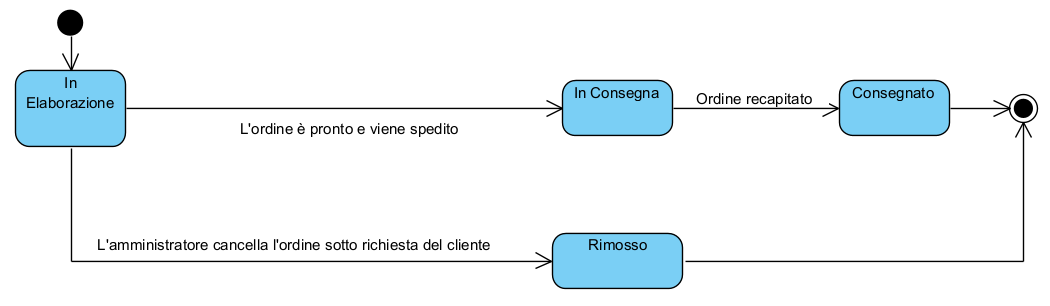 In
Elaborazione
In Consegna
Ordine recapitato
Consegnato
L'ordine è pronto e viene spedito
L'amministratore cancella l'ordine sotto richiesta del cliente
Rimosso